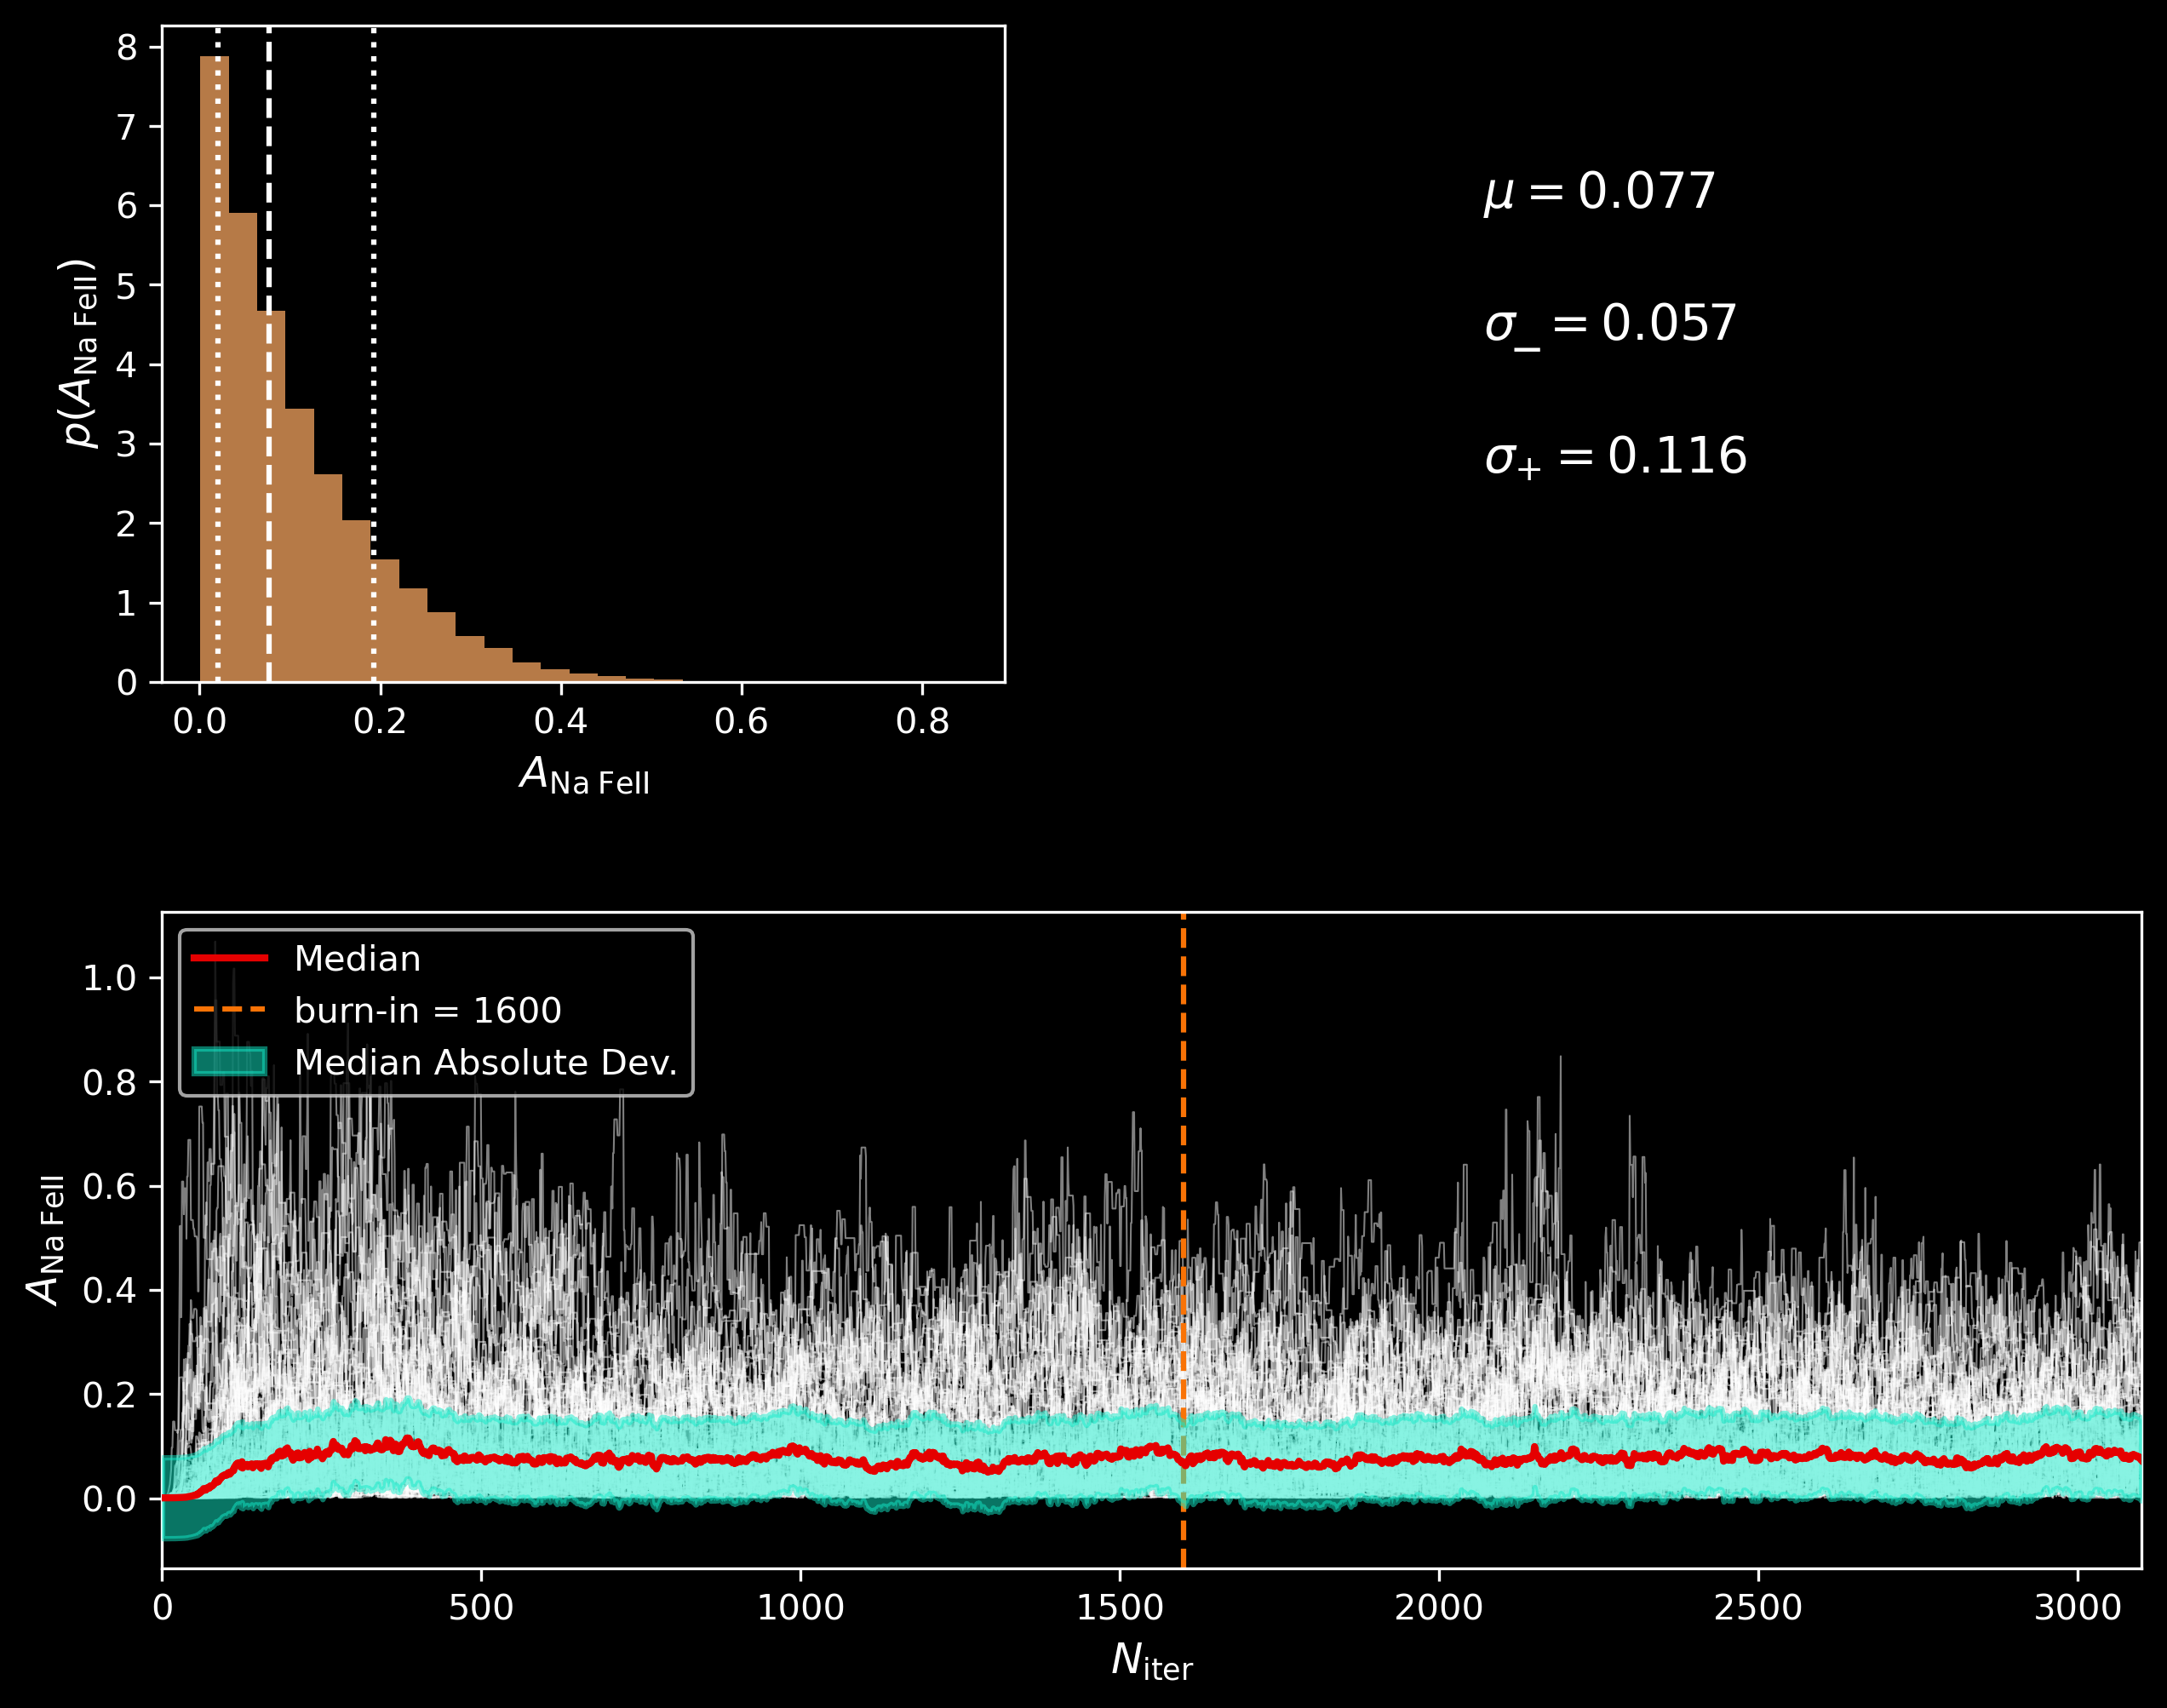 8
7
6
5
4
3
2
1
0
p(A_Na FeII)
0.0 0.2 0.4 0.6 0.8
A_Na FeII
μ = 0.077
σ_− = 0.057
σ_+ = 0.116
Median
burn-in = 1600
Median Absolute Dev.
1.0
0.8
0.6
0.4
0.2
0.0
A_Na FeII
0 500 1000 1500 2000 2500 3000
N_iter